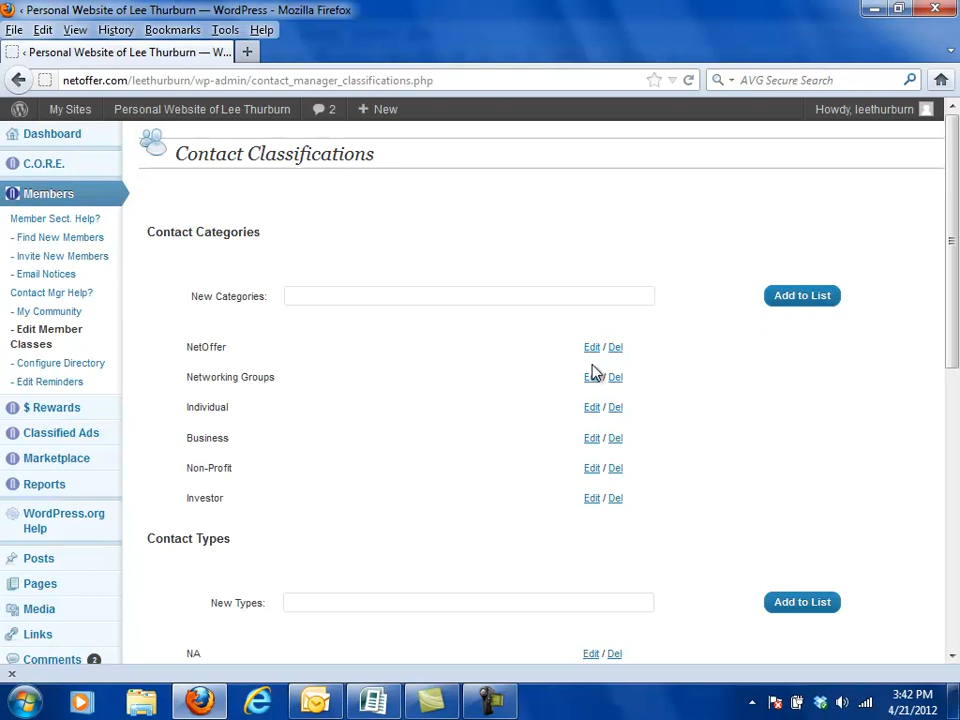 ‹ Personal Website of Lee Thurburn — WordPress - Mozilla Firefox
File Edit View History Bookmarks Tools Help
‹ Personal Website of Lee Thurburn — W... +
netoffer.com/leethurburn/wp-admin/contact_manager_classifications.php
AVG Secure Search
My Sites Personal Website of Lee Thurburn 2 + New Howdy, leethurburn
Dashboard
C.O.R.E.
Members
Member Sect. Help?
- Find New Members
- Invite New Members
- Email Notices
Contact Mgr Help?
- My Community
- Edit Member
Classes
- Configure Directory
- Edit Reminders
$ Rewards
Classified Ads
Marketplace
Reports
WordPress.org
Help
Posts
Pages
Media
Links
Comments 2
Contact Classifications
Contact Categories
New Categories: Add to List
NetOffer Edit / Del
Networking Groups Edit / Del
Individual Edit / Del
Business Edit / Del
Non-Profit Edit / Del
Investor Edit / Del
Contact Types
New Types: Add to List
NA Edit / Del
3:42 PM
4/21/2012